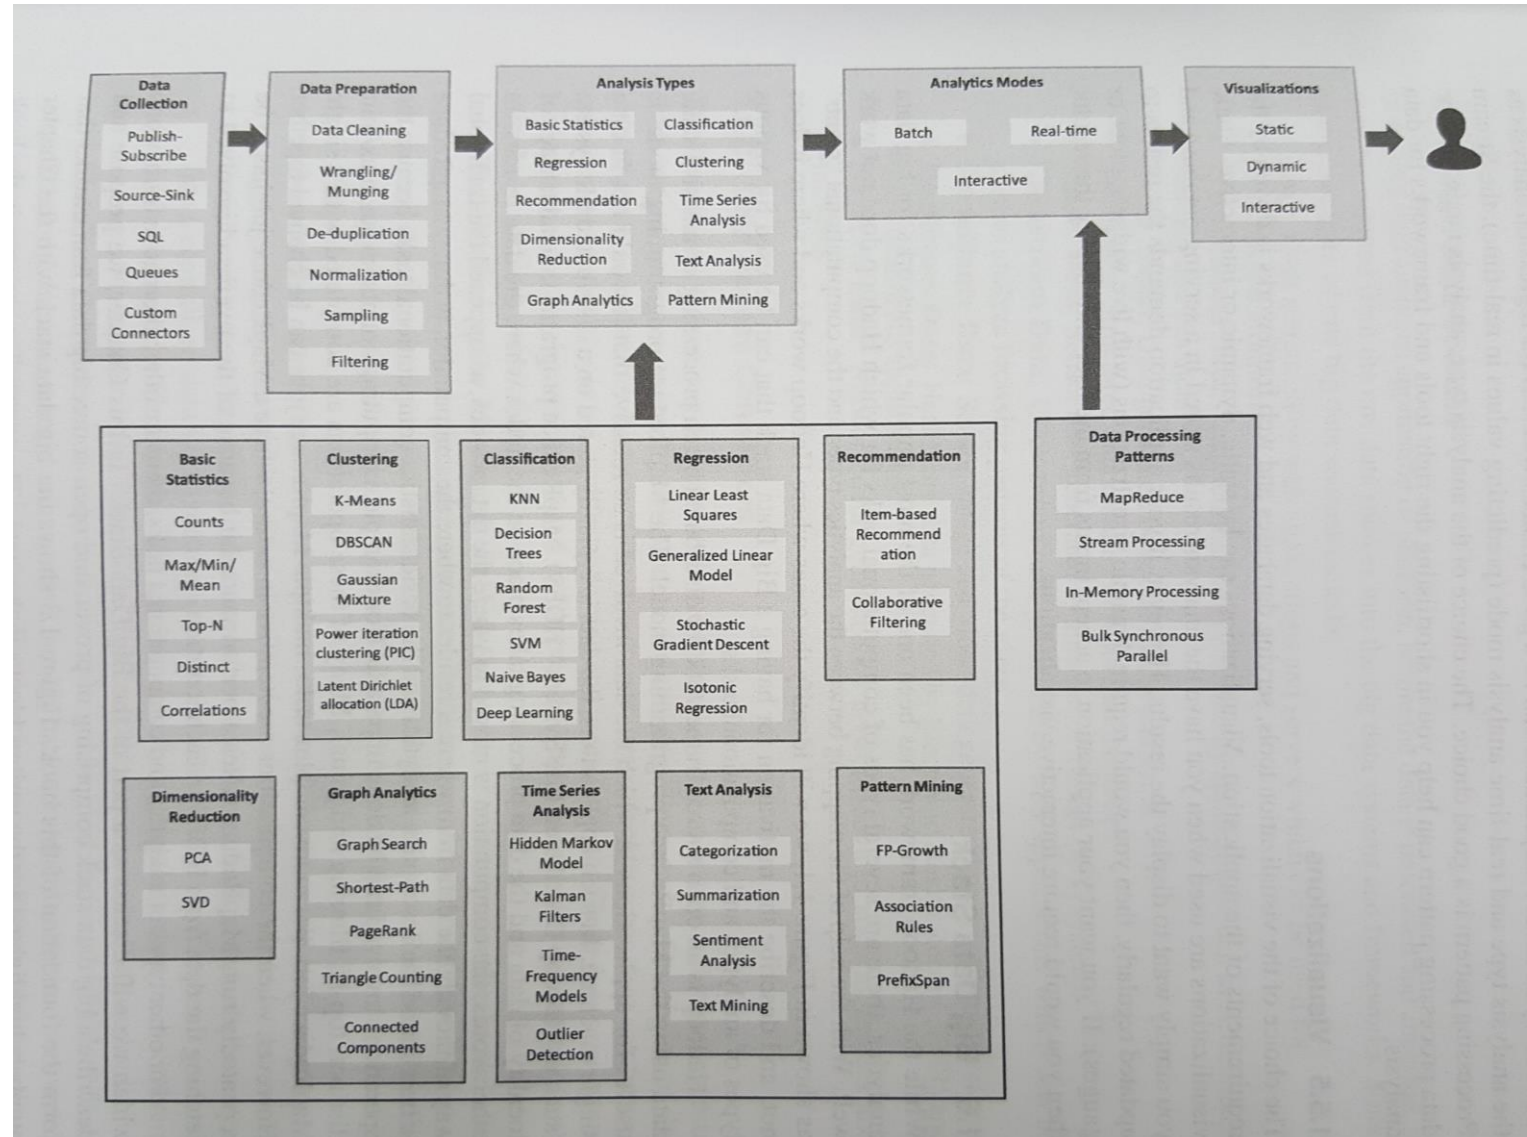 Data
Collection
Publish-
Subscribe
Source-Sink
SQL
Queues
Custom
Connectors
Data Preparation
Data Cleaning
Wrangling/
Munging
De-duplication
Normalization
Sampling
Filtering
Analysis Types
Basic Statistics
Classification
Regression
Clustering
Recommendation
Time Series
Analysis
Dimensionality
Reduction
Text Analysis
Graph Analytics
Pattern Mining
Analytics Modes
Batch
Real-time
Interactive
Visualizations
Static
Dynamic
Interactive
Basic
Statistics
Counts
Max/Min/
Mean
Top-N
Distinct
Correlations
Clustering
K-Means
DBSCAN
Gaussian
Mixture
Power iteration
clustering (PIC)
Latent Dirichlet
allocation (LDA)
Classification
KNN
Decision
Trees
Random
Forest
SVM
Naive Bayes
Deep Learning
Regression
Linear Least
Squares
Generalized Linear
Model
Stochastic
Gradient Descent
Isotonic
Regression
Recommendation
Item-based
Recommend
ation
Collaborative
Filtering
Data Processing
Patterns
MapReduce
Stream Processing
In-Memory Processing
Bulk Synchronous
Parallel
Dimensionality
Reduction
PCA
SVD
Graph Analytics
Graph Search
Shortest-Path
PageRank
Triangle Counting
Connected
Components
Time Series
Analysis
Hidden Markov
Model
Kalman
Filters
Time-
Frequency
Models
Outlier
Detection
Text Analysis
Categorization
Summarization
Sentiment
Analysis
Text Mining
Pattern Mining
FP-Growth
Association
Rules
PrefixSpan